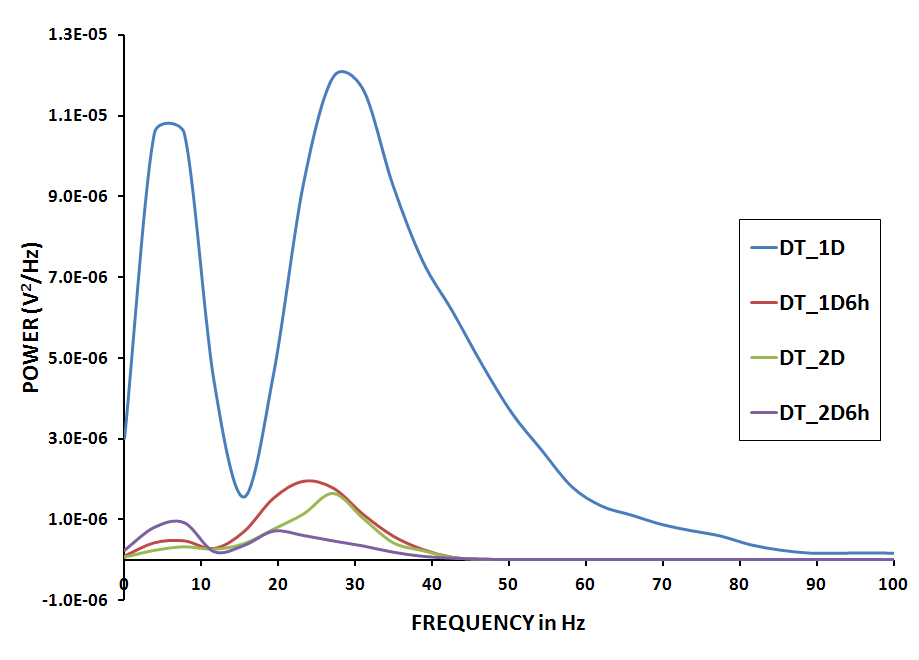 1.3E-05
1.1E-05
9.0E-06
7.0E-06
5.0E-06
3.0E-06
1.0E-06
-1.0E-06
POWER (V²/Hz)
0 10 20 30 40 50 60 70 80 90 100
FREQUENCY in Hz
DT_1D
DT_1D6h
DT_2D
DT_2D6h